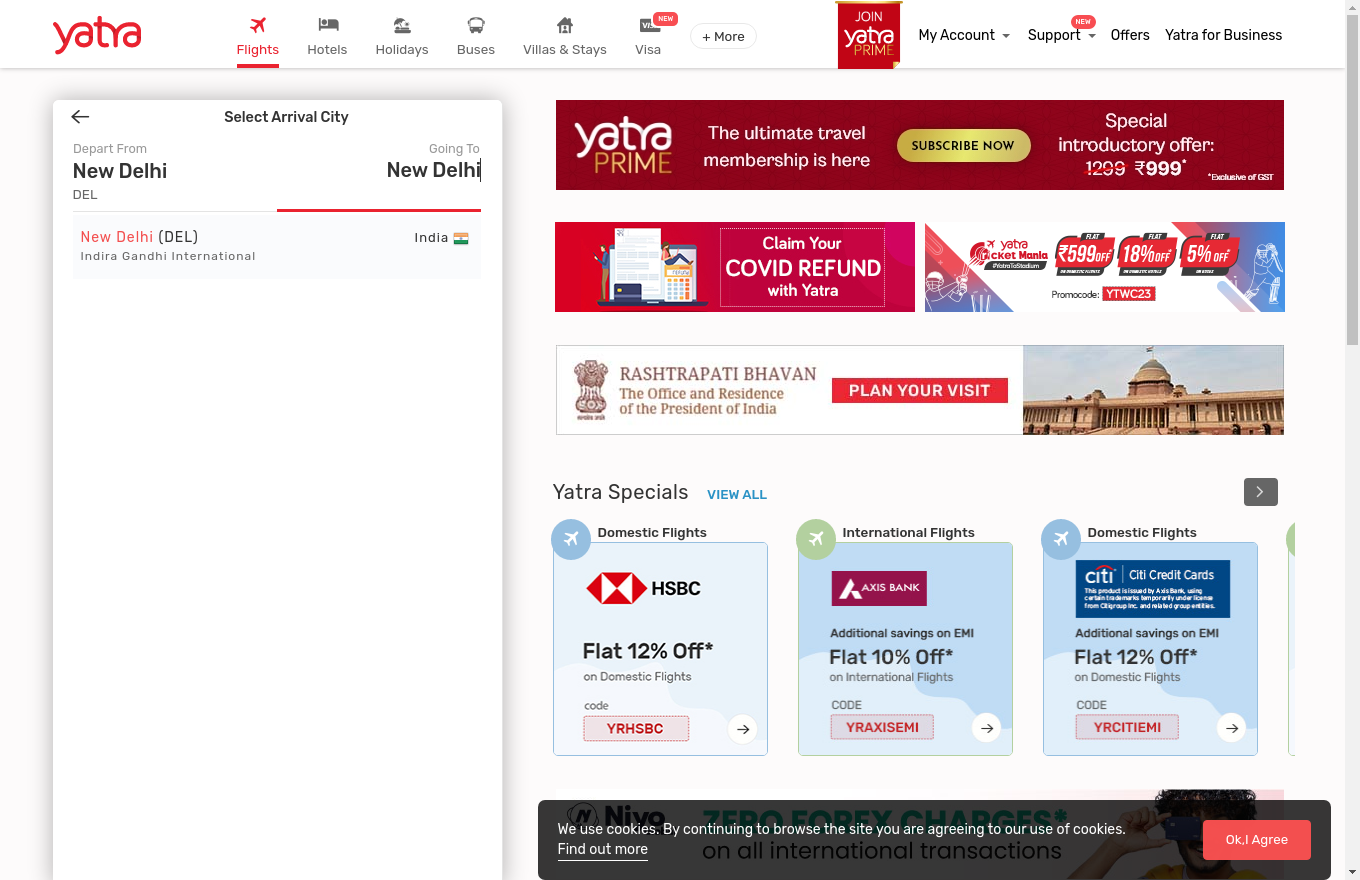 yatra
Flights
Hotels
Holidays
Buses
Villas & Stays
Visa
NEW
+ More
JOIN
yatra
PRIME
My Account
Support
NEW
Offers
Yatra for Business
Select Arrival City
Depart From
New Delhi
DEL
Going To
New Delhi
New Delhi (DEL)
India
Indira Gandhi International
yatra
PRIME
The ultimate travel
membership is here
SUBSCRIBE NOW
Special
introductory offer:
1299 ₹999*
*Exclusive of GST
Claim Your
COVID REFUND
with Yatra
yatra
Cricket Mania
#YatraToStadium
FLAT
₹599 OFF*
ON DOMESTIC FLIGHTS
FLAT
18% OFF*
ON DOMESTIC HOTELS
FLAT
5% OFF*
ON BUSES
Promocode: YTWC23
RASHTRAPATI BHAVAN
The Office and Residence
of the President of India
PLAN YOUR VISIT
Yatra Specials
VIEW ALL
Domestic Flights
HSBC
Flat 12% Off*
on Domestic Flights
code
YRHSBC
International Flights
AXIS BANK
Additional savings on EMI
Flat 10% Off*
on International Flights
CODE
YRAXISEMI
Domestic Flights
citi Citi Credit Cards
This product is issued by Axis Bank, using
certain trademarks temporarily under license
from Citigroup Inc. and related group entities.
Additional savings on EMI
Flat 12% Off*
on Domestic Flights
CODE
YRCITIEMI
Niyo
ZERO FOREX CHARGES*
on all international transactions
We use cookies. By continuing to browse the site you are agreeing to our use of cookies.
Find out more
Ok,I Agree